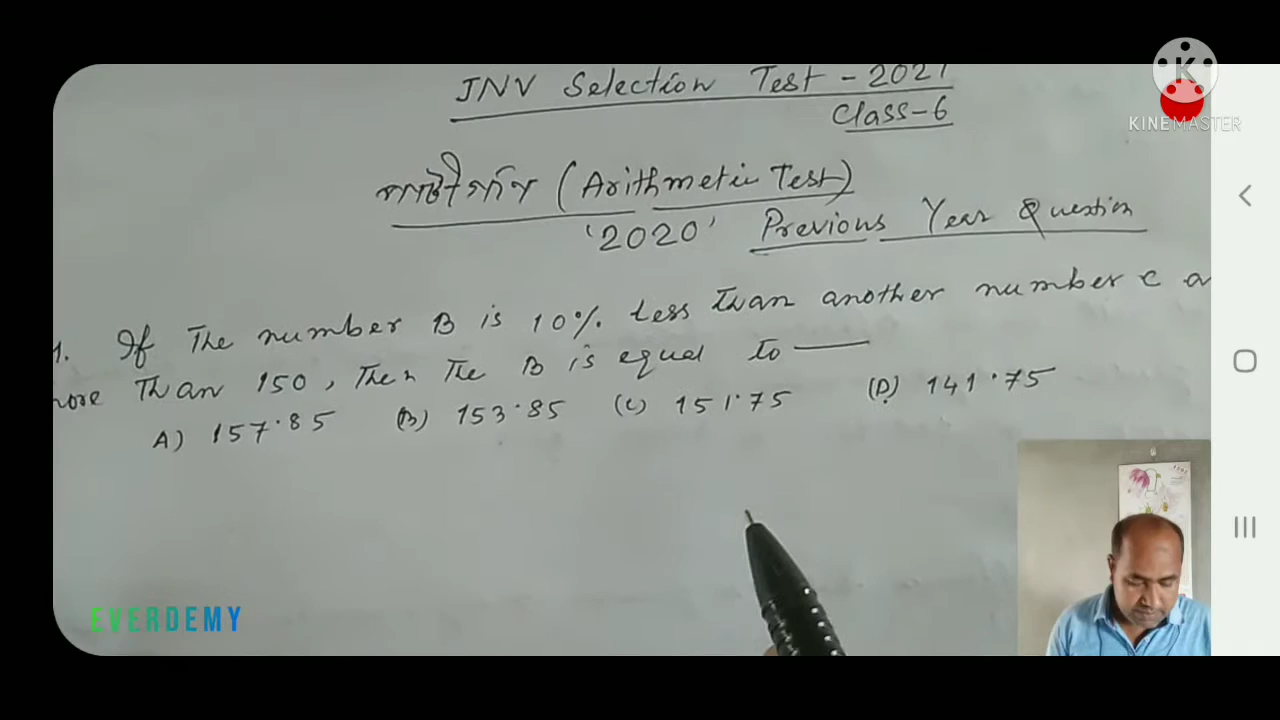 JNV Selection Test - 2021
Class-6
পাটীগণিত (Arithmetic Test)
'2020' Previous Year Question
1. If The number B is 10% less Than another number C
more Than 150, Then The B is equal to —
A) 157.85 (B) 153.85 (C) 151.75 (D) 141.75
KINEMASTER
EVERDEMY